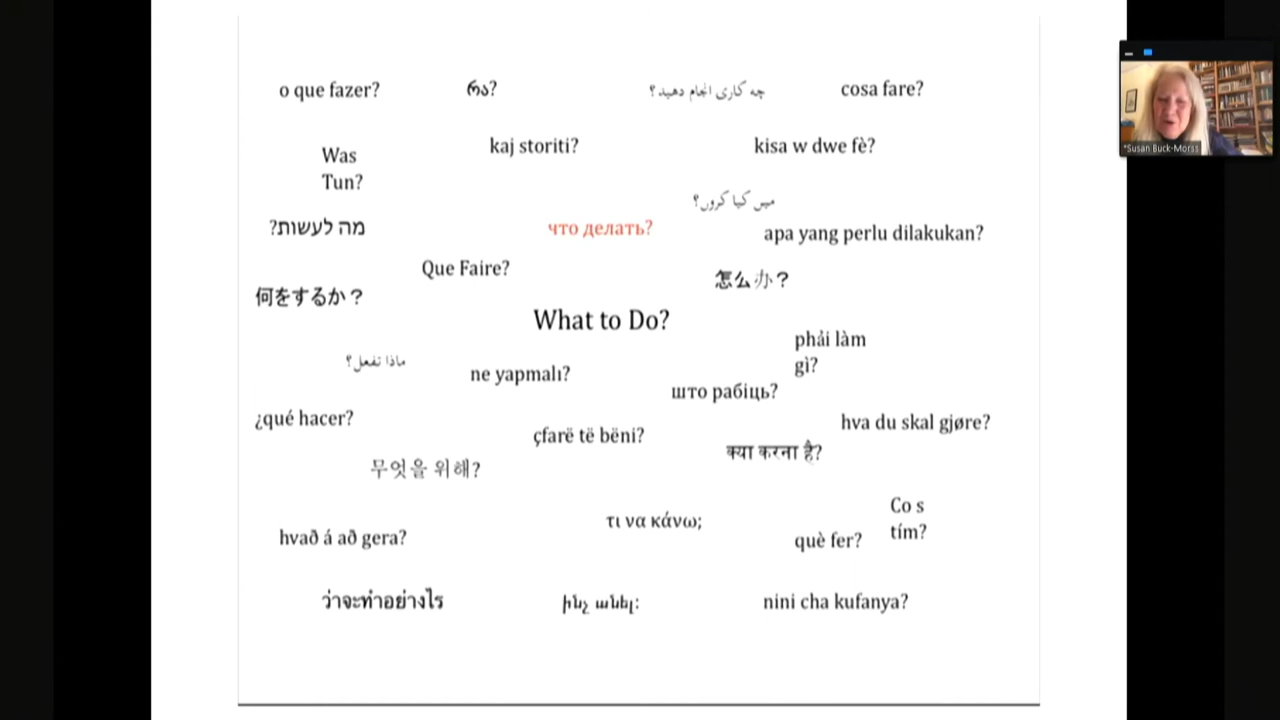 o que fazer?
რა?
چه کاری انجام دهید؟
cosa fare?
kaj storiti?
kisa w dwe fè?
Was
Tun?
میں کیا کروں؟
מה לעשות?
что делать?
apa yang perlu dilakukan?
Que Faire?
怎么办？
何をするか？
What to Do?
phải làm
gì?
ماذا تفعل؟
ne yapmalı?
што рабіць?
¿qué hacer?
hva du skal gjøre?
çfarë të bëni?
क्या करना है?
무엇을 위해?
Co s
tím?
τι να κάνω;
hvað á að gera?
què fer?
ว่าจะทำอย่างไร
ինչ անել:
nini cha kufanya?
*Susan Buck-Morss